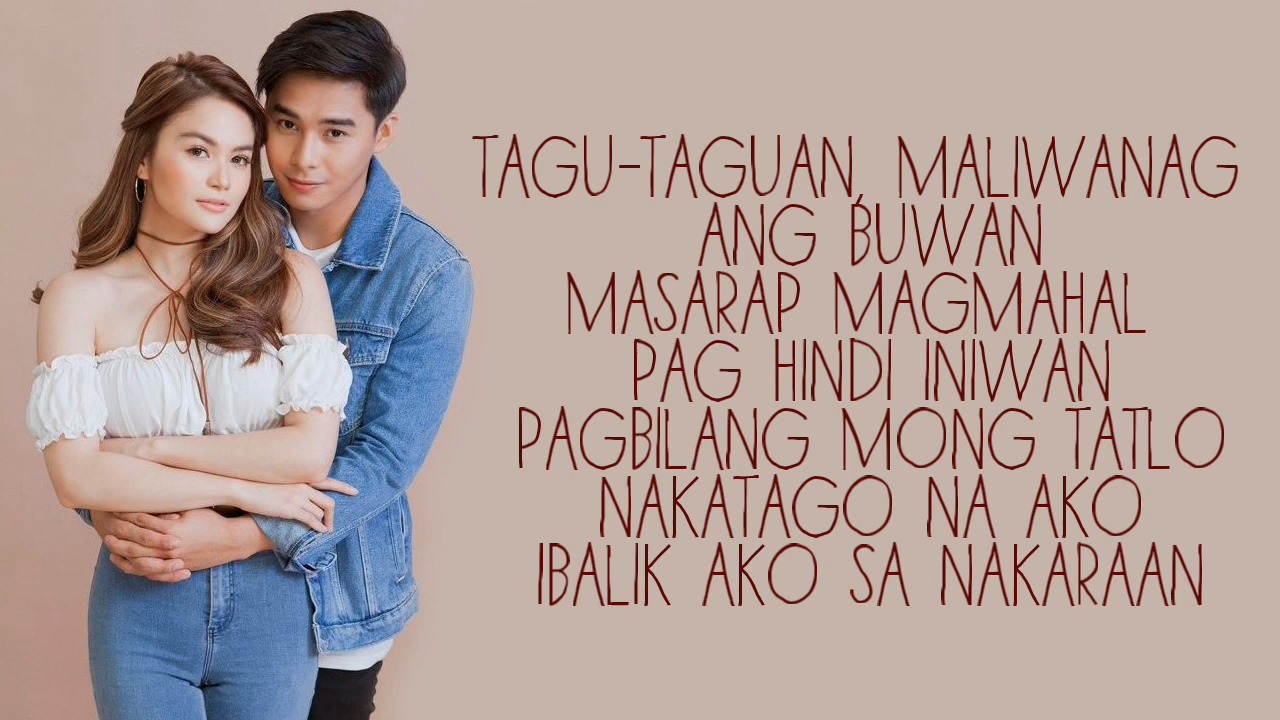 TAGU-TAGUAN, MALIWANAG
ANG BUWAN
MASARAP MAGMAHAL
PAG HINDI INIWAN
PAGBILANG MONG TATLO
NAKATAGO NA AKO
IBALIK AKO SA NAKARAAN